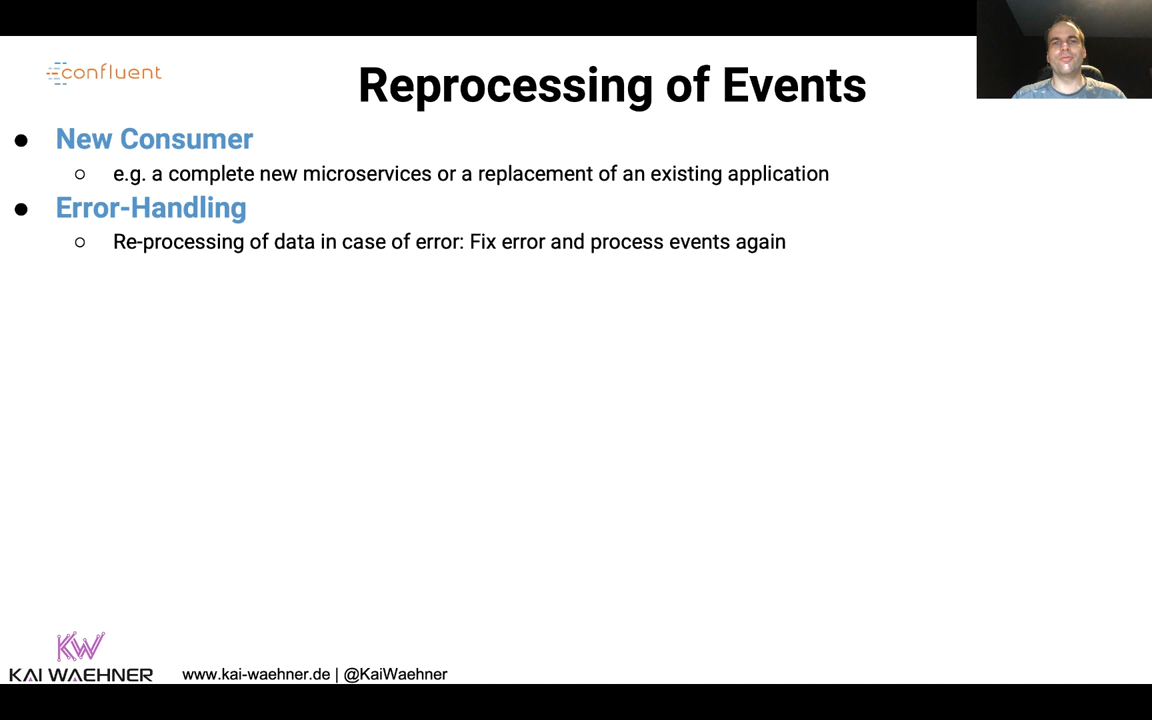 confluent
Reprocessing of Events
● New Consumer
○ e.g. a complete new microservices or a replacement of an existing application
● Error-Handling
○ Re-processing of data in case of error: Fix error and process events again
KW
KAI WAEHNER
www.kai-waehner.de | @KaiWaehner